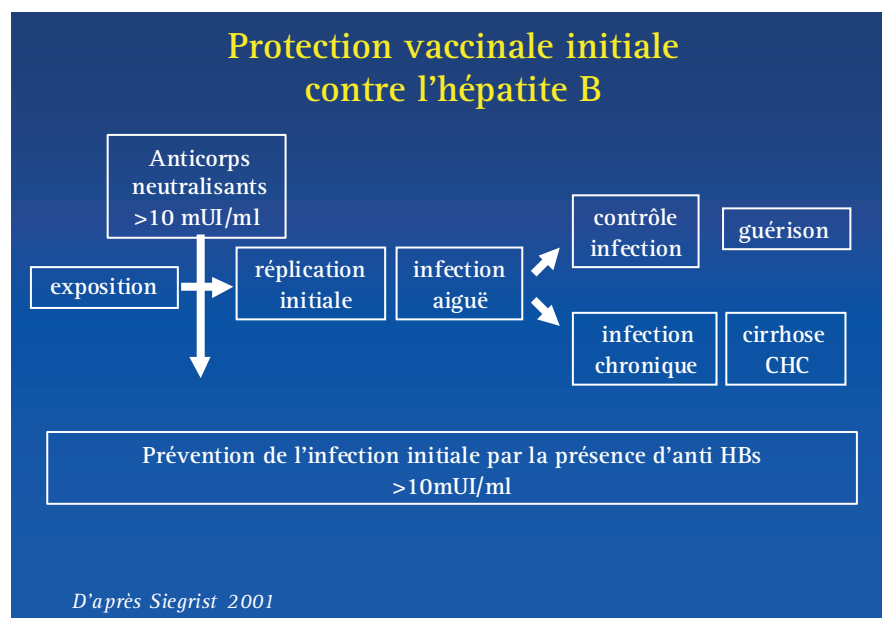 Protection vaccinale initiale
contre l'hépatite B
Anticorps
neutralisants
>10 mUI/ml
exposition
réplication
initiale
infection
aiguë
contrôle
infection
guérison
infection
chronique
cirrhose
CHC
Prévention de l'infection initiale par la présence d'anti HBs
>10mUI/ml
D'après Siegrist 2001